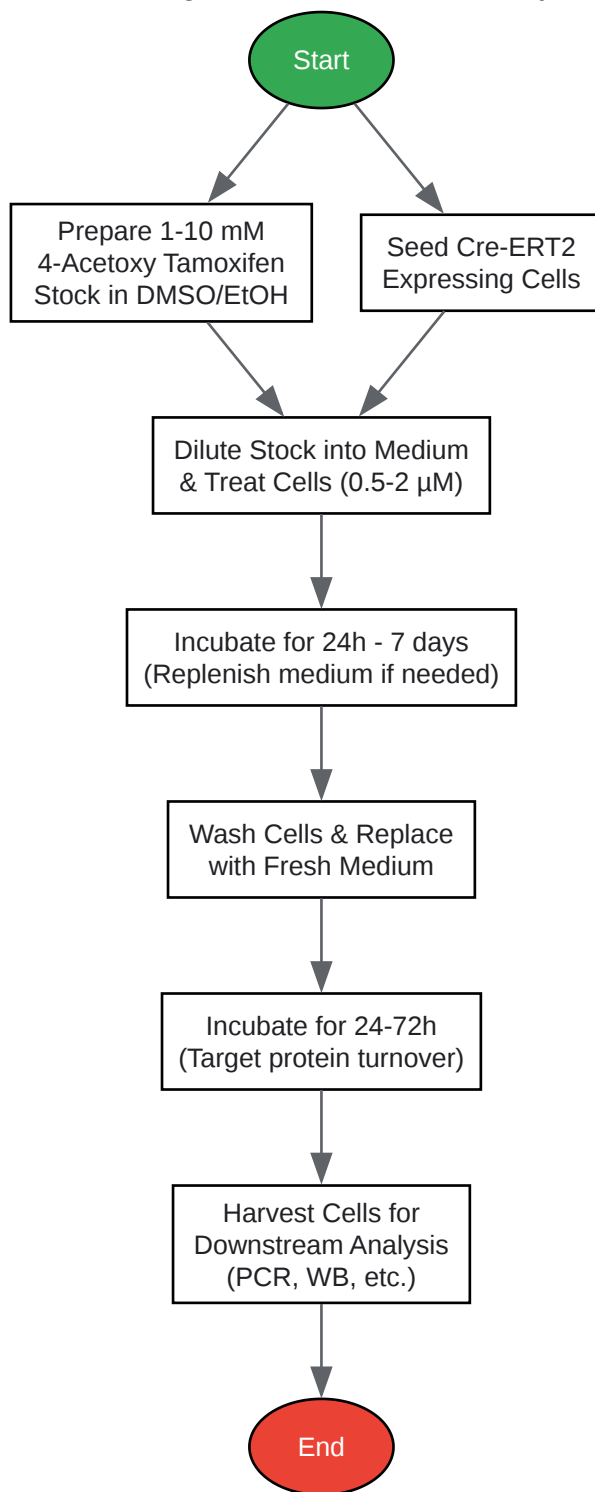 Start
Prepare 1-10 mM
4-Acetoxy Tamoxifen
Stock in DMSO/EtOH
Seed Cre-ERT2
Expressing Cells
Dilute Stock into Medium
& Treat Cells (0.5-2 µM)
Incubate for 24h - 7 days
(Replenish medium if needed)
Wash Cells & Replace
with Fresh Medium
Incubate for 24-72h
(Target protein turnover)
Harvest Cells for
Downstream Analysis
(PCR, WB, etc.)
End